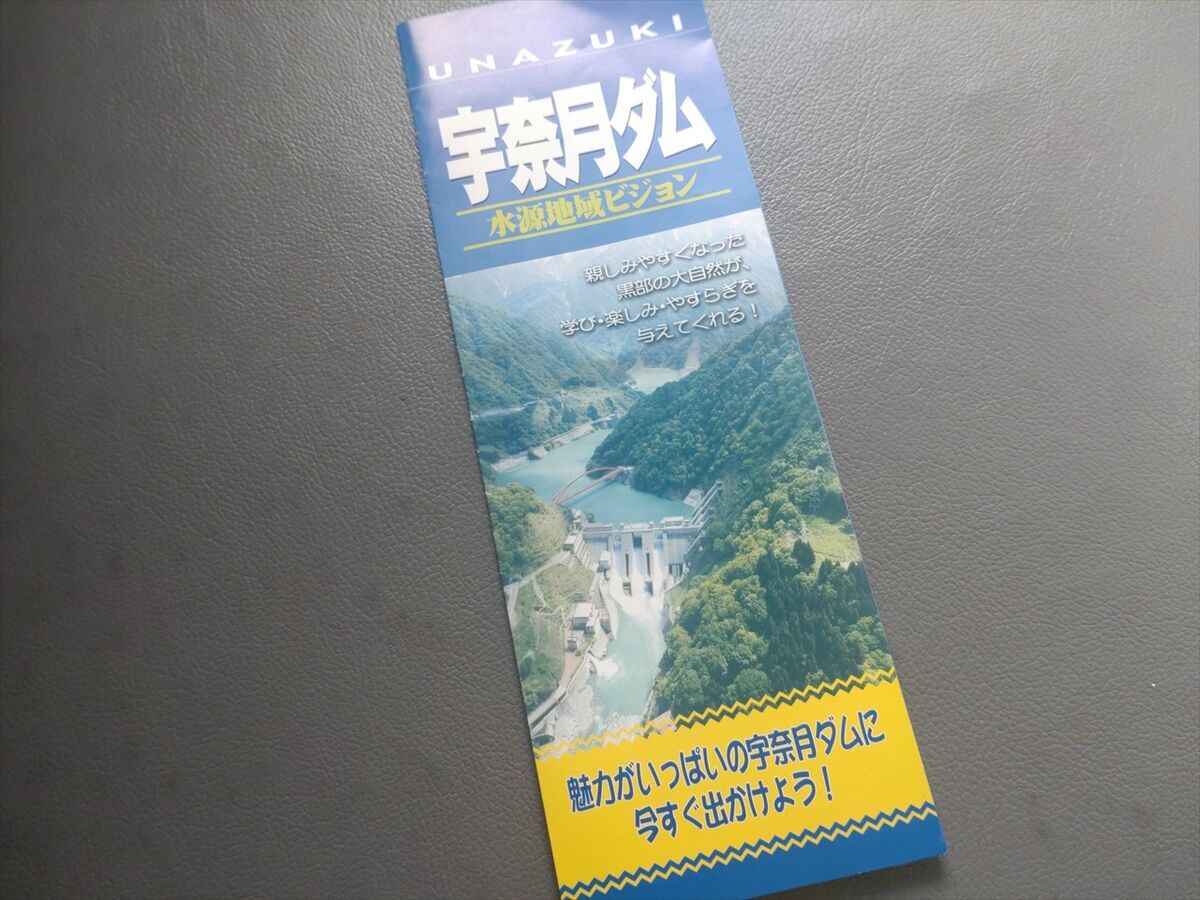 UNAZUKI
宇奈月ダム
水源地域ビジョン
親しみやすくなった
黒部の大自然が、
学び・楽しみ・やすらぎを
与えてくれる！
魅力がいっぱいの宇奈月ダムに
今すぐ出かけよう！